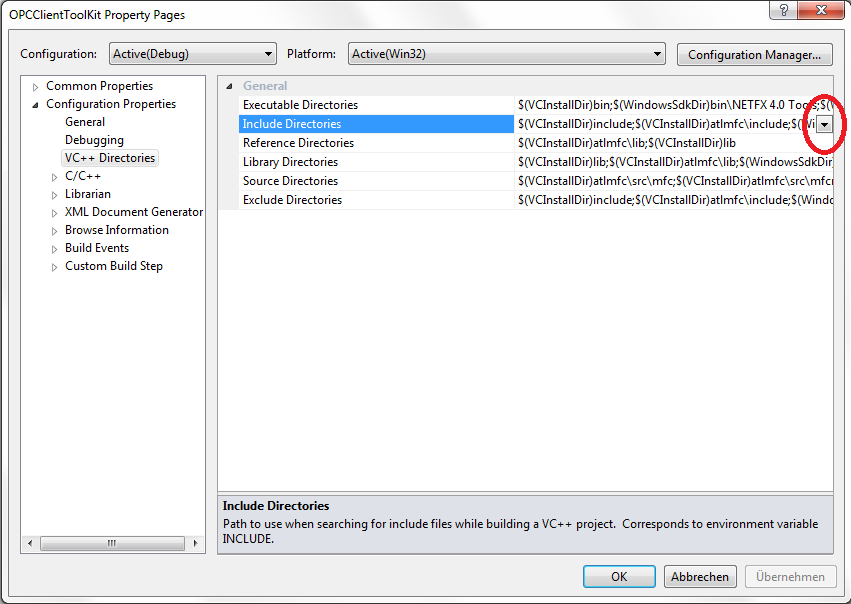 OPCClientToolKit Property Pages
Configuration: Active(Debug) Platform: Active(Win32) Configuration Manager...
Common Properties
Configuration Properties
General
Debugging
VC++ Directories
C/C++
Librarian
XML Document Generator
Browse Information
Build Events
Custom Build Step
General
Executable Directories $(VCInstallDir)bin;$(WindowsSdkDir)bin\NETFX 4.0 Tools;
Include Directories $(VCInstallDir)include;$(VCInstallDir)atlmfc\include;
Reference Directories $(VCInstallDir)atlmfc\lib;$(VCInstallDir)lib
Library Directories $(VCInstallDir)lib;$(VCInstallDir)atlmfc\lib;$(WindowsSdkDir)
Source Directories $(VCInstallDir)atlmfc\src\mfc;$(VCInstallDir)atlmfc\src\mfc
Exclude Directories $(VCInstallDir)include;$(VCInstallDir)atlmfc\include;$(Windo
Include Directories
Path to use when searching for include files while building a VC++ project. Corresponds to environment variable
INCLUDE.
OK Abbrechen Übernehmen